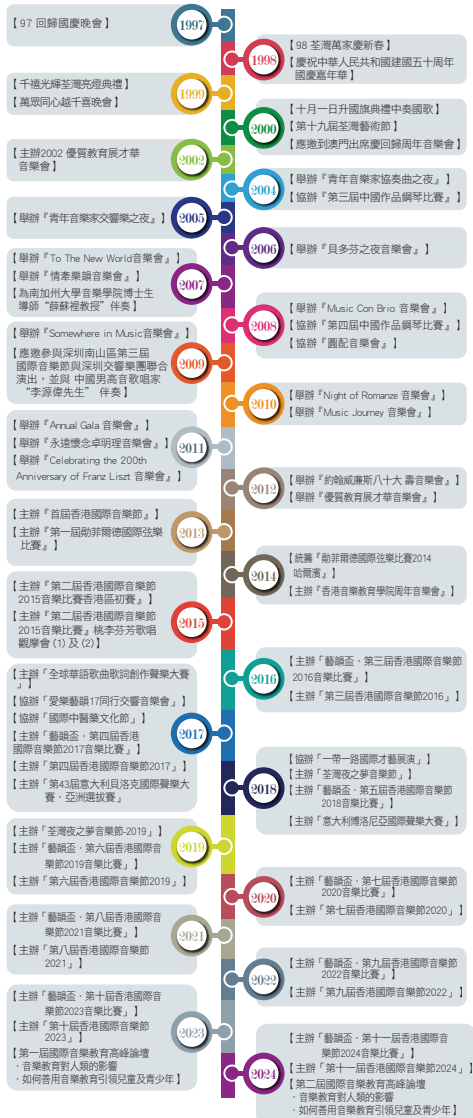 【97 回歸國慶晚會】
1997
【98 荃灣萬家慶新春】
【慶祝中華人民共和國建國五十周年
國慶嘉年華】
1998
【千禧光輝荃灣亮燈典禮】
【萬眾同心越千喜晚會】
1999
【十月一日升國旗典禮中奏國歌】
【第十九屆荃灣藝術節】
【應邀到澳門出席慶回歸周年音樂會】
2000
【主辦2002 優質教育展才華
音樂會】
2002
【舉辦『青年音樂家協奏曲之夜』】
【協辦『第三屆中國作品鋼琴比賽』】
2004
【舉辦『青年音樂家交響樂之夜』】
2005
【舉辦『貝多芬之夜音樂會』】
2006
【舉辦『To The New World音樂會』】
【舉辦『情牽樂韻音樂會』】
【為南加州大學音樂學院博士生
導師“薛蘇裡教授”伴奏】
2007
【舉辦『Music Con Brio 音樂會』】
【協辦『第四屆中國作品鋼琴比賽』】
【協辦『圓配音樂會』】
2008
【舉辦『Somewhere in Music音樂會』】
【應邀參與深圳南山區第三屆
國際音樂節與深圳交響樂團聯合
演出，並與 中國男高音歌唱家
“李源偉先生” 伴奏】
2009
【舉辦『Night of Romanze 音樂會』】
【舉辦『Music Journey 音樂會』】
2010
【舉辦『Annual Gala 音樂會』】
【舉辦『永遠懷念卓明理音樂會』】
【舉辦『Celebrating the 200th
Anniversary of Franz Liszt 音樂會』】
2011
【舉辦『約翰威廉斯八十大 壽音樂會』】
【舉辦『優質教育展才華音樂會』】
2012
【主辦『首屆香港國際音樂節』】
【主辦『第一屆勛菲爾德國際弦樂
比賽』】
2013
【統籌『勛菲爾德國際弦樂比賽2014
哈爾濱』】
【主辦『香港音樂教育學院周年音樂會』】
2014
【主辦『第二屆香港國際音樂節
2015音樂比賽香港區初賽』】
【主辦『第二屆香港國際音樂節
2015音樂比賽』桃李芬芳歌唱
觀摩會(1) 及 (2)】
2015
【主辦「藝韻盃‧第三屆香港國際音樂節
2016音樂比賽」】
【主辦「第三屆香港國際音樂節2016」】
2016
【主辦「全球華語歌曲歌詞創作聲樂大賽
」】
【協辦「愛樂藝韻17同行交響音樂會」】
【協辦「國際中醫藥文化節」】
【主辦「藝韻盃‧第四屆香港
國際音樂節2017音樂比賽」】
【主辦「第四屆香港國際音樂節2017」】
【主辦「第43屆意大利貝洛克國際聲樂大
賽‧亞洲選拔賽」
2017
【協辦「一帶一路國際才藝展演」】
【主辦「荃灣夜之夢音樂節」】
【主辦「藝韻盃‧第五屆香港國際音樂節
2018音樂比賽」】
【主辦「意大利博洛尼亞國際聲樂大賽」】
2018
【主辦「荃灣夜之夢音樂節-2019」】
【主辦「藝韻盃‧第六屆香港國際音
樂節2019音樂比賽」】
【主辦「第六屆香港國際音樂節2019」】
2019
【主辦「藝韻盃‧第七屆香港國際音樂節
2020音樂比賽」】
【主辦「第七屆香港國際音樂節2020」】
2020
【主辦「藝韻盃‧第八屆香港國際音
樂節2021音樂比賽」】
【主辦「第八屆香港國際音樂節
2021」】
2021
【主辦「藝韻盃‧第九屆香港國際音樂節
2022音樂比賽」】
【主辦「第九屆香港國際音樂節2022」】
2022
【主辦「藝韻盃‧第十屆香港國際音
樂節2023音樂比賽」】
【主辦「第十屆香港國際音樂節
2023」】
【第一屆國際音樂教育高峰論壇
‧音樂教育對人類的影響
‧如何善用音樂教育引領兒童及青少年】
2023
【主辦「藝韻盃‧第十一屆香港國際音
樂節2024音樂比賽」】
【主辦「第十一屆香港國際音樂節2024」】
【第二屆國際音樂教育高峰論壇
‧音樂教育對人類的影響
‧如何善用音樂教育引領兒童及青少年】
2024